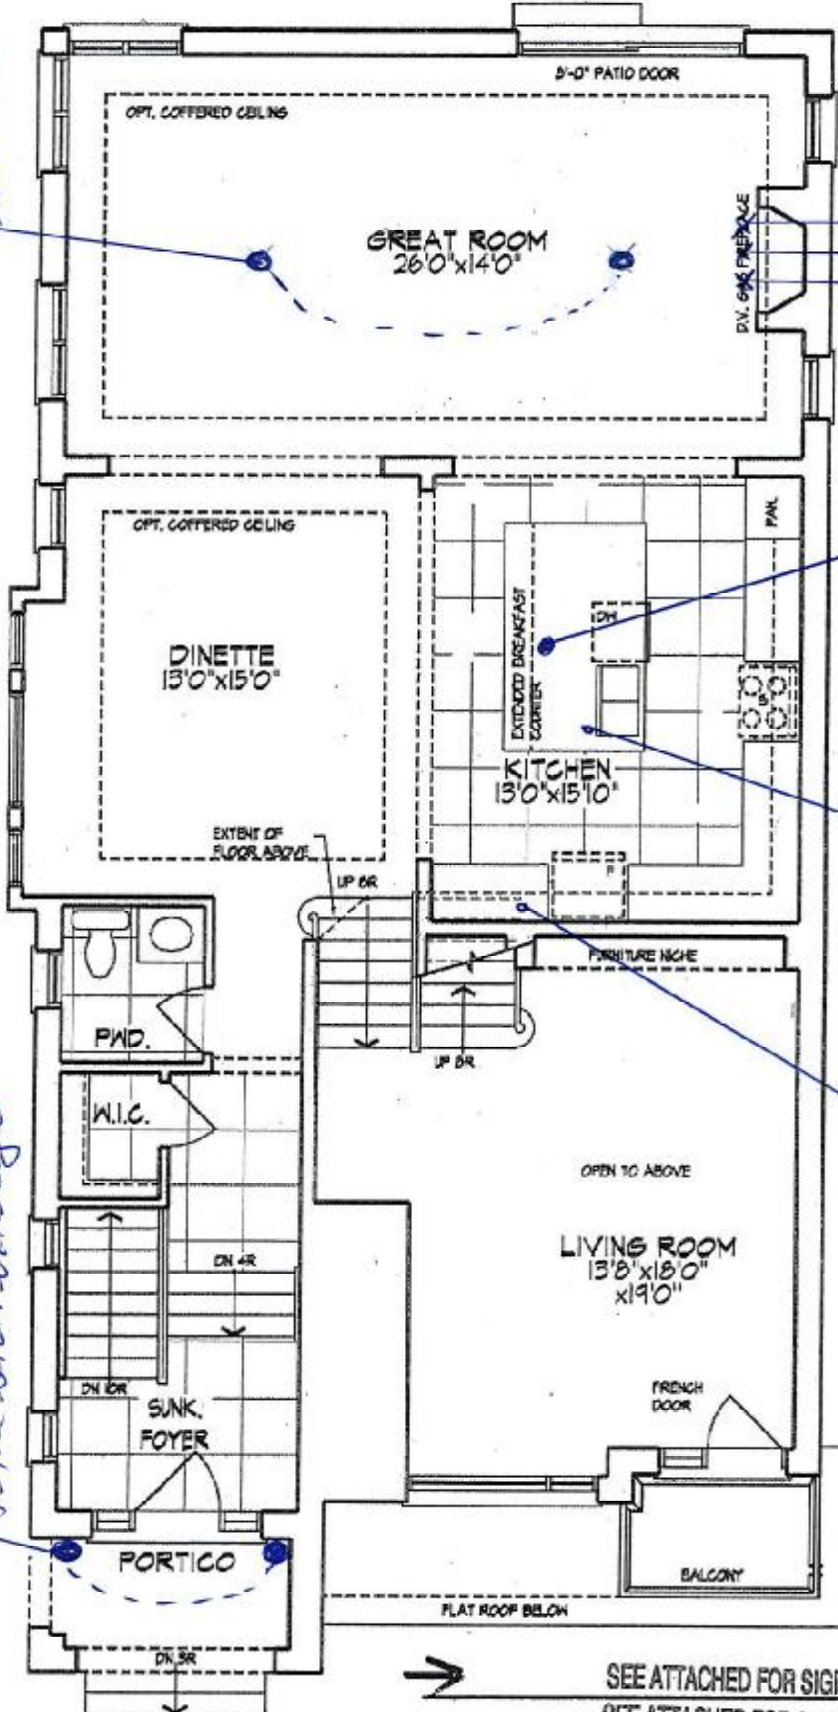 5'-0" PATIO DOOR
OPT. COFFERED CEILING
GREAT ROOM
26'0"x14'0"
D.V. GAS FIREPLACE
OPT. COFFERED CEILING
PAN.
EXTENDED BREAKFAST
COUNTER
DW
DINETTE
13'0"x15'0"
KITCHEN
13'0"x15'10"
EXTENT OF
FLOOR ABOVE
F
UP 8R
FURNITURE NICHE
PWD.
UP 8R
W.I.C.
OPEN TO ABOVE
LIVING ROOM
13'8"x18'0"
x19'0"
DN 4R
DN 10R
FRENCH
DOOR
SUNK.
FOYER
PORTICO
BALCONY
FLAT ROOF BELOW
DN 3R
SEE ATTACHED FOR